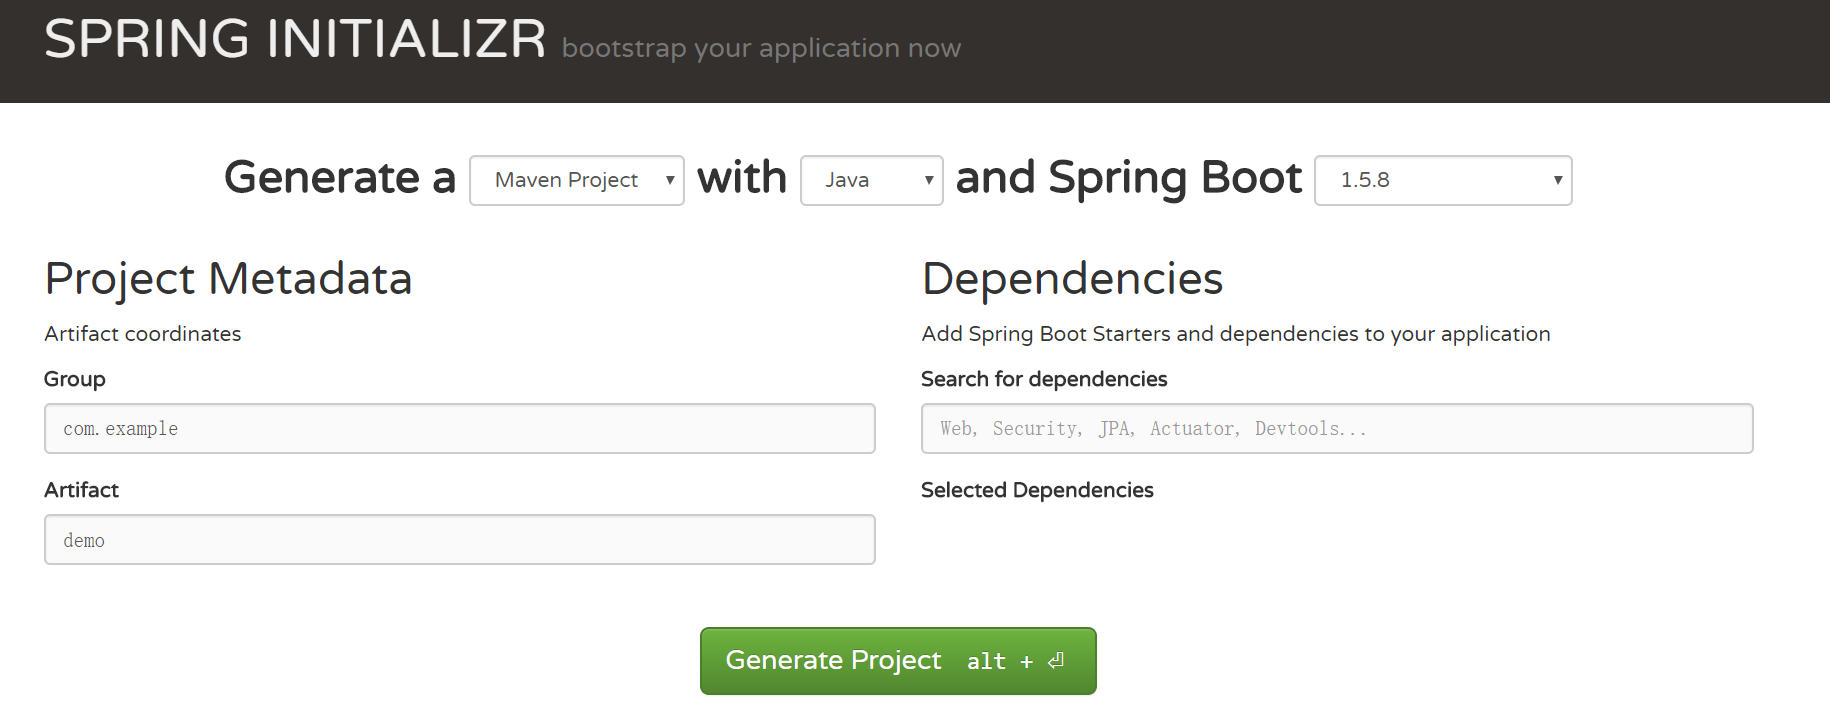 SPRING INITIALIZR bootstrap your application now
Generate a Maven Project with Java and Spring Boot 1.5.8
Project Metadata
Artifact coordinates
Group
com.example
Artifact
demo
Dependencies
Add Spring Boot Starters and dependencies to your application
Search for dependencies
Web, Security, JPA, Actuator, Devtools...
Selected Dependencies
Generate Project alt + ⏎